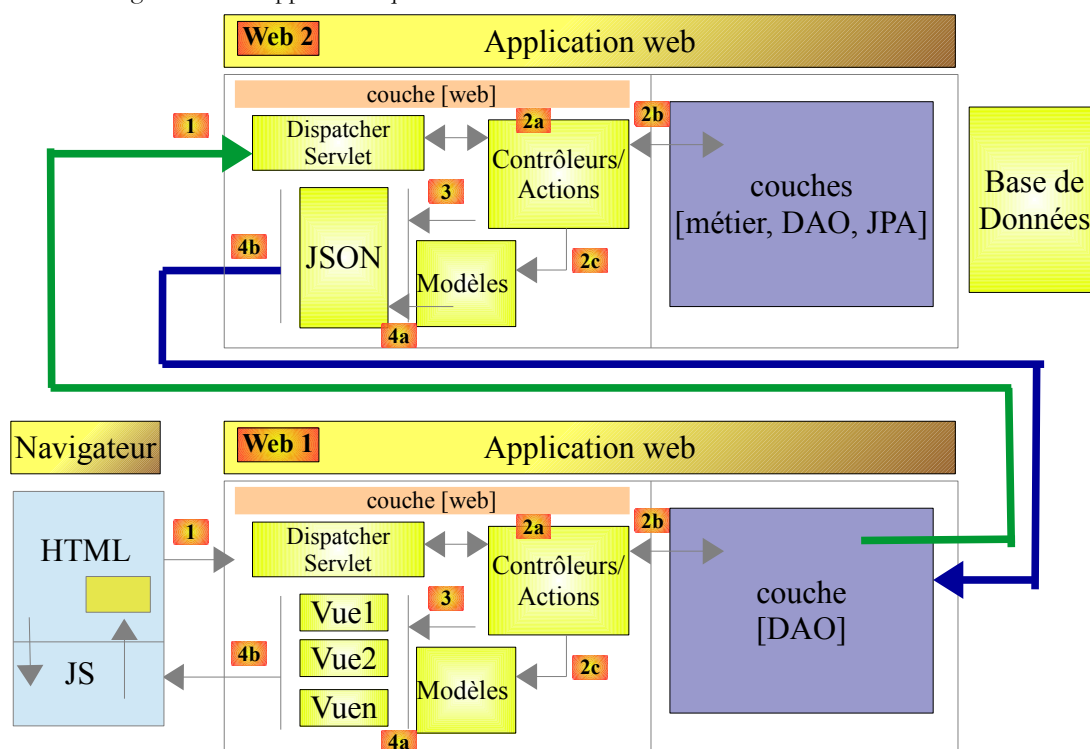 Web 2
Application web
couche [web]
1
Dispatcher
Servlet
2a
2b
Contrôleurs/
Actions
couches
[métier, DAO, JPA]
Base de
Données
3
4b
JSON
Modèles
2c
4a
Navigateur
Web 1
Application web
couche [web]
HTML
1
Dispatcher
Servlet
2a
2b
Contrôleurs/
Actions
couche
[DAO]
Vue1
3
4b
Vue2
JS
Modèles
2c
Vuen
4a